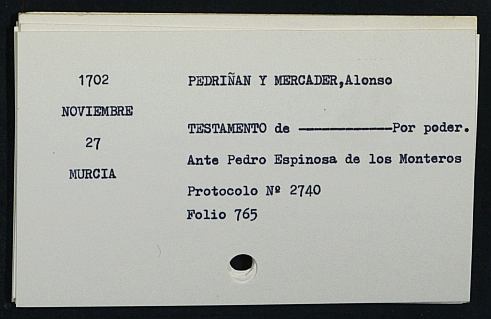 1702
PEDRIÑAN Y MERCADER,Alonso
NOVIEMBRE
TESTAMENTO de ------------Por poder.
27
Ante Pedro Espinosa de los Monteros
MURCIA
Protocolo Nº 2740
Folio 765